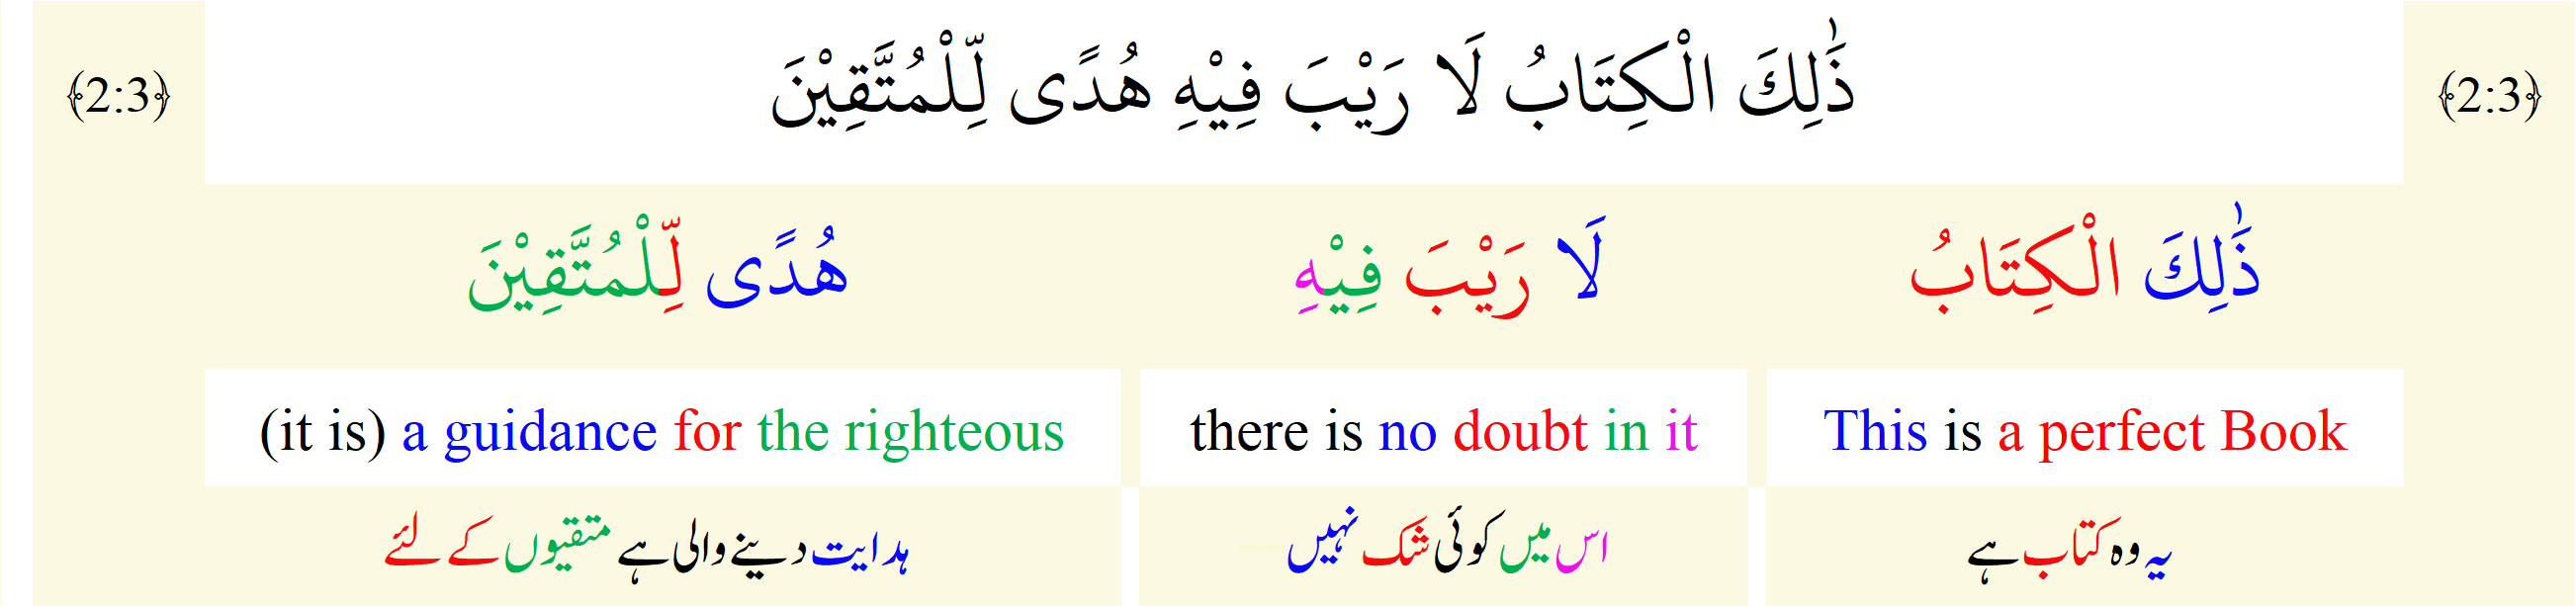 ﴿2:3﴾ ذَٰلِكَ الْكِتَابُ لَا رَيْبَ فِيْهِ هُدًى لِّلْمُتَّقِيْنَ ﴿2:3﴾
ذَٰلِكَ الْكِتَابُ لَا رَيْبَ فِيْهِ هُدًى لِّلْمُتَّقِيْنَ
This is a perfect Book
there is no doubt in it
(it is) a guidance for the righteous
یہ وہ کتاب ہے
اس میں کوئی شک نہیں
ہدایت دینے والی ہے متقیوں کے لئے